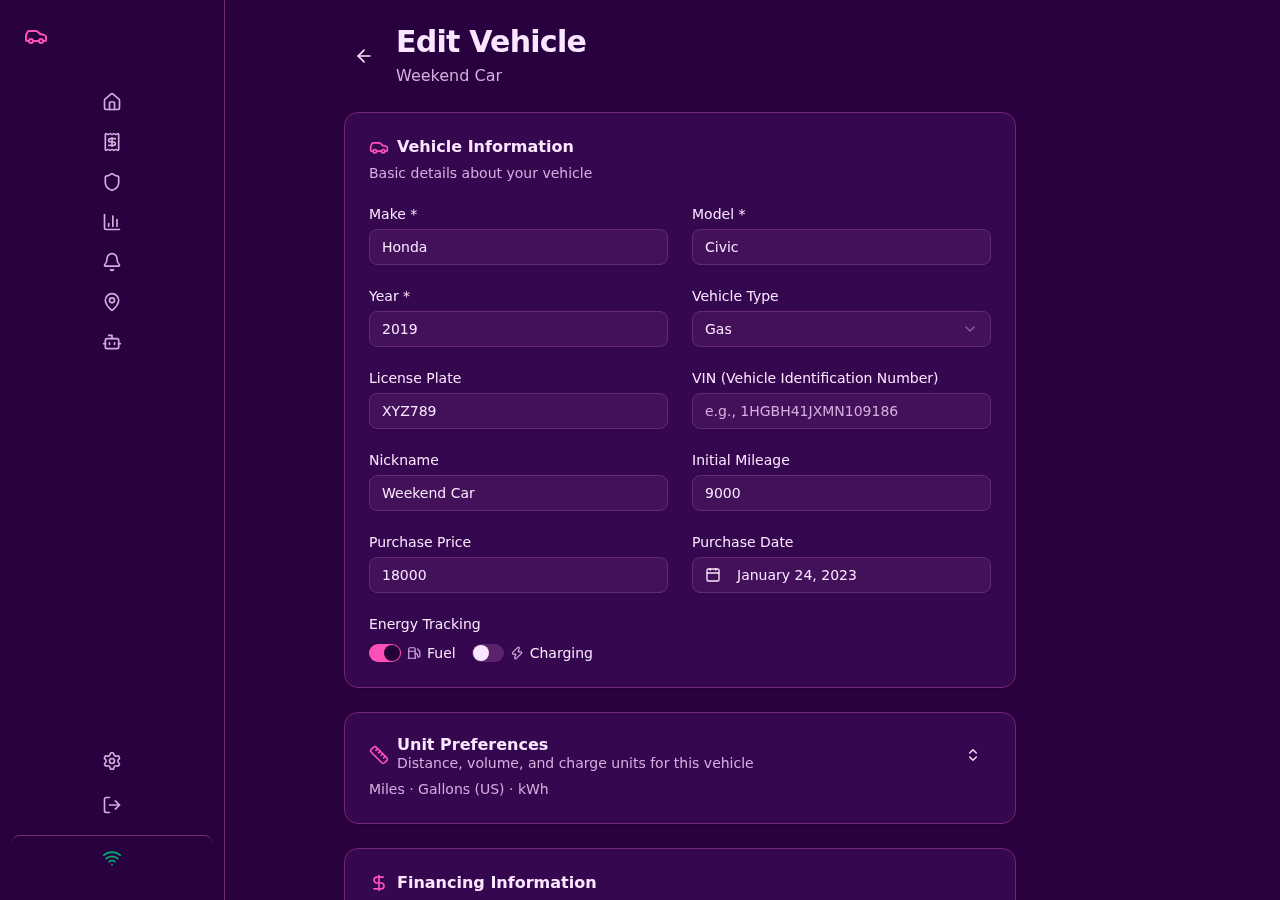 Edit Vehicle
Weekend Car
Vehicle Information
Basic details about your vehicle
Make *
Model *
Honda
Civic
Year *
Vehicle Type
2019
Gas
License Plate
VIN (Vehicle Identification Number)
XYZ789
e.g., 1HGBH41JXMN109186
Nickname
Initial Mileage
Weekend Car
9000
Purchase Price
Purchase Date
18000
January 24, 2023
Energy Tracking
Fuel
Charging
Unit Preferences
Distance, volume, and charge units for this vehicle
Miles · Gallons (US) · kWh
Financing Information